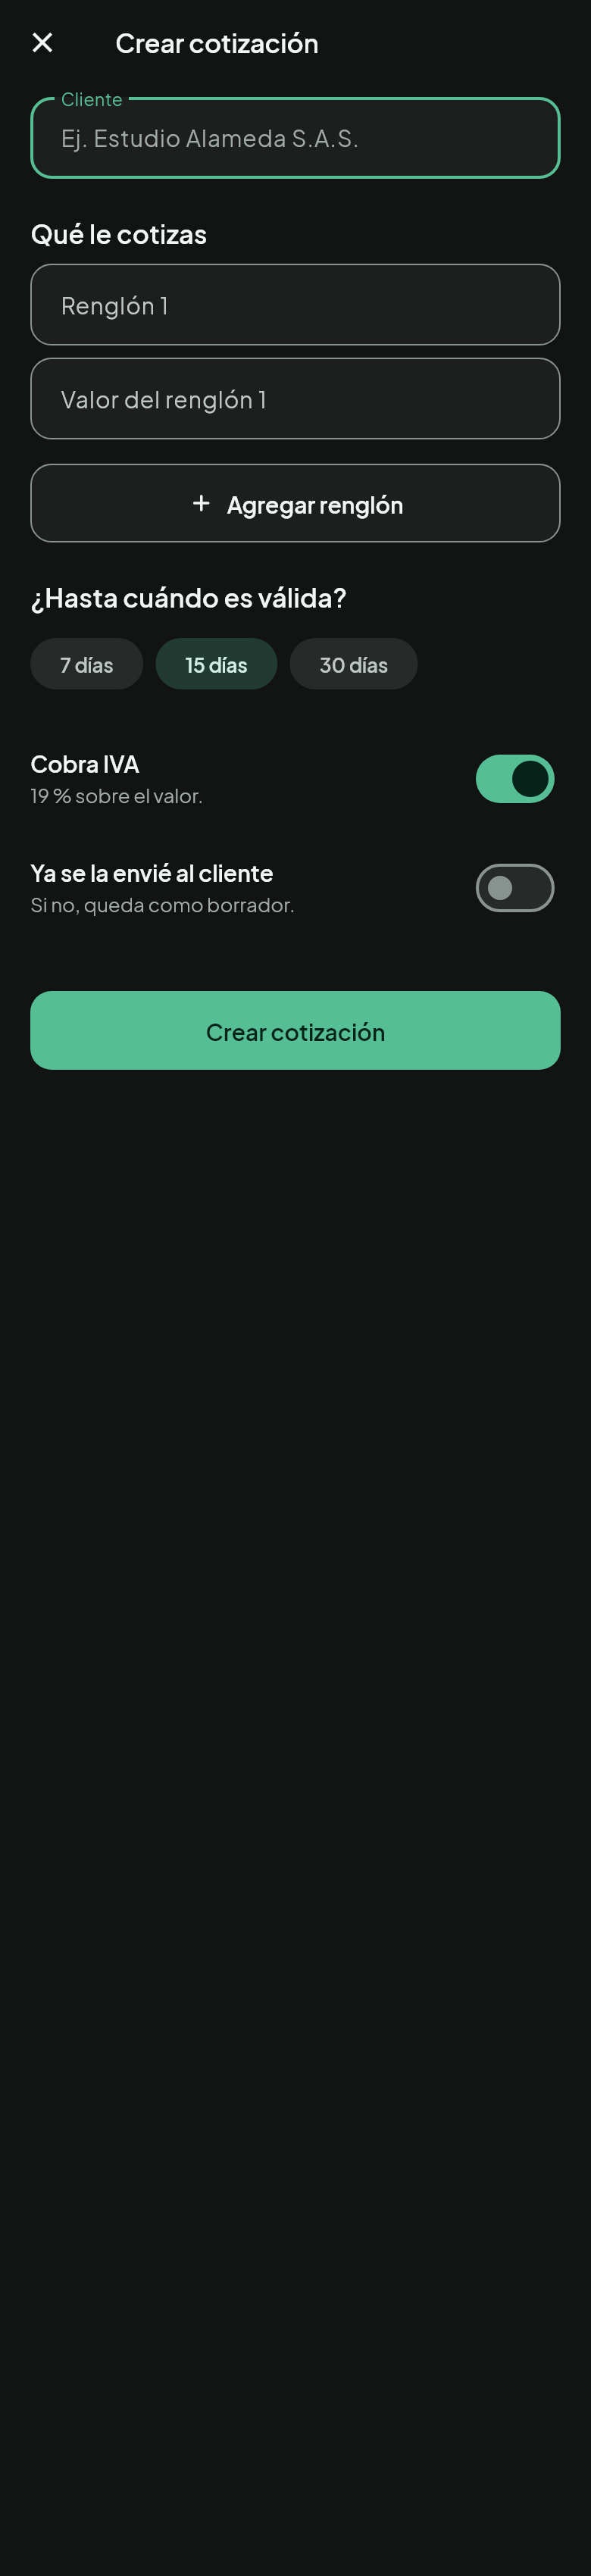 Crear cotización
Cliente
Ej. Estudio Alameda S.A.S.
Qué le cotizas
Renglón 1
Valor del renglón 1
+ Agregar renglón
¿Hasta cuándo es válida?
7 días
15 días
30 días
Cobra IVA
19 % sobre el valor.
Ya se la envié al cliente
Si no, queda como borrador.
Crear cotización